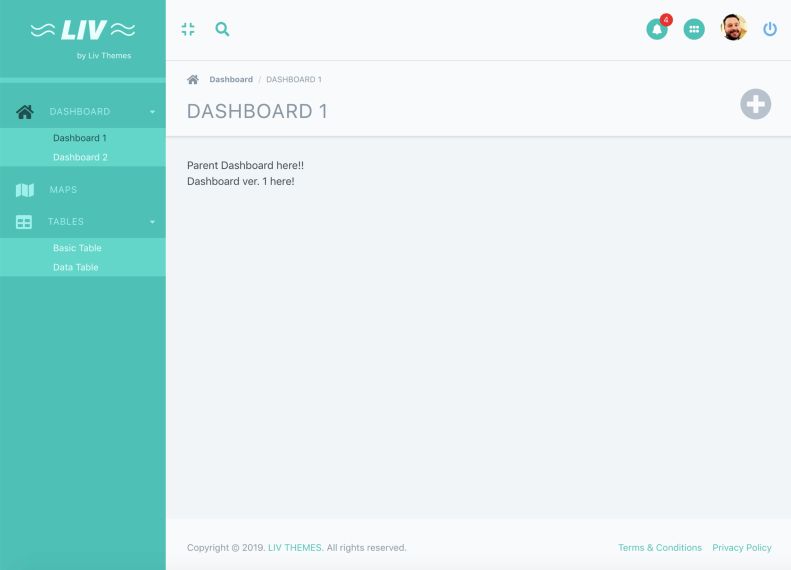 LIV
by Liv Themes
4
DASHBOARD
Dashboard 1
Dashboard 2
MAPS
TABLES
Basic Table
Data Table
Dashboard / DASHBOARD 1
DASHBOARD 1
Parent Dashboard here!!
Dashboard ver. 1 here!
Copyright © 2019. LIV THEMES. All rights reserved.
Terms & Conditions Privacy Policy